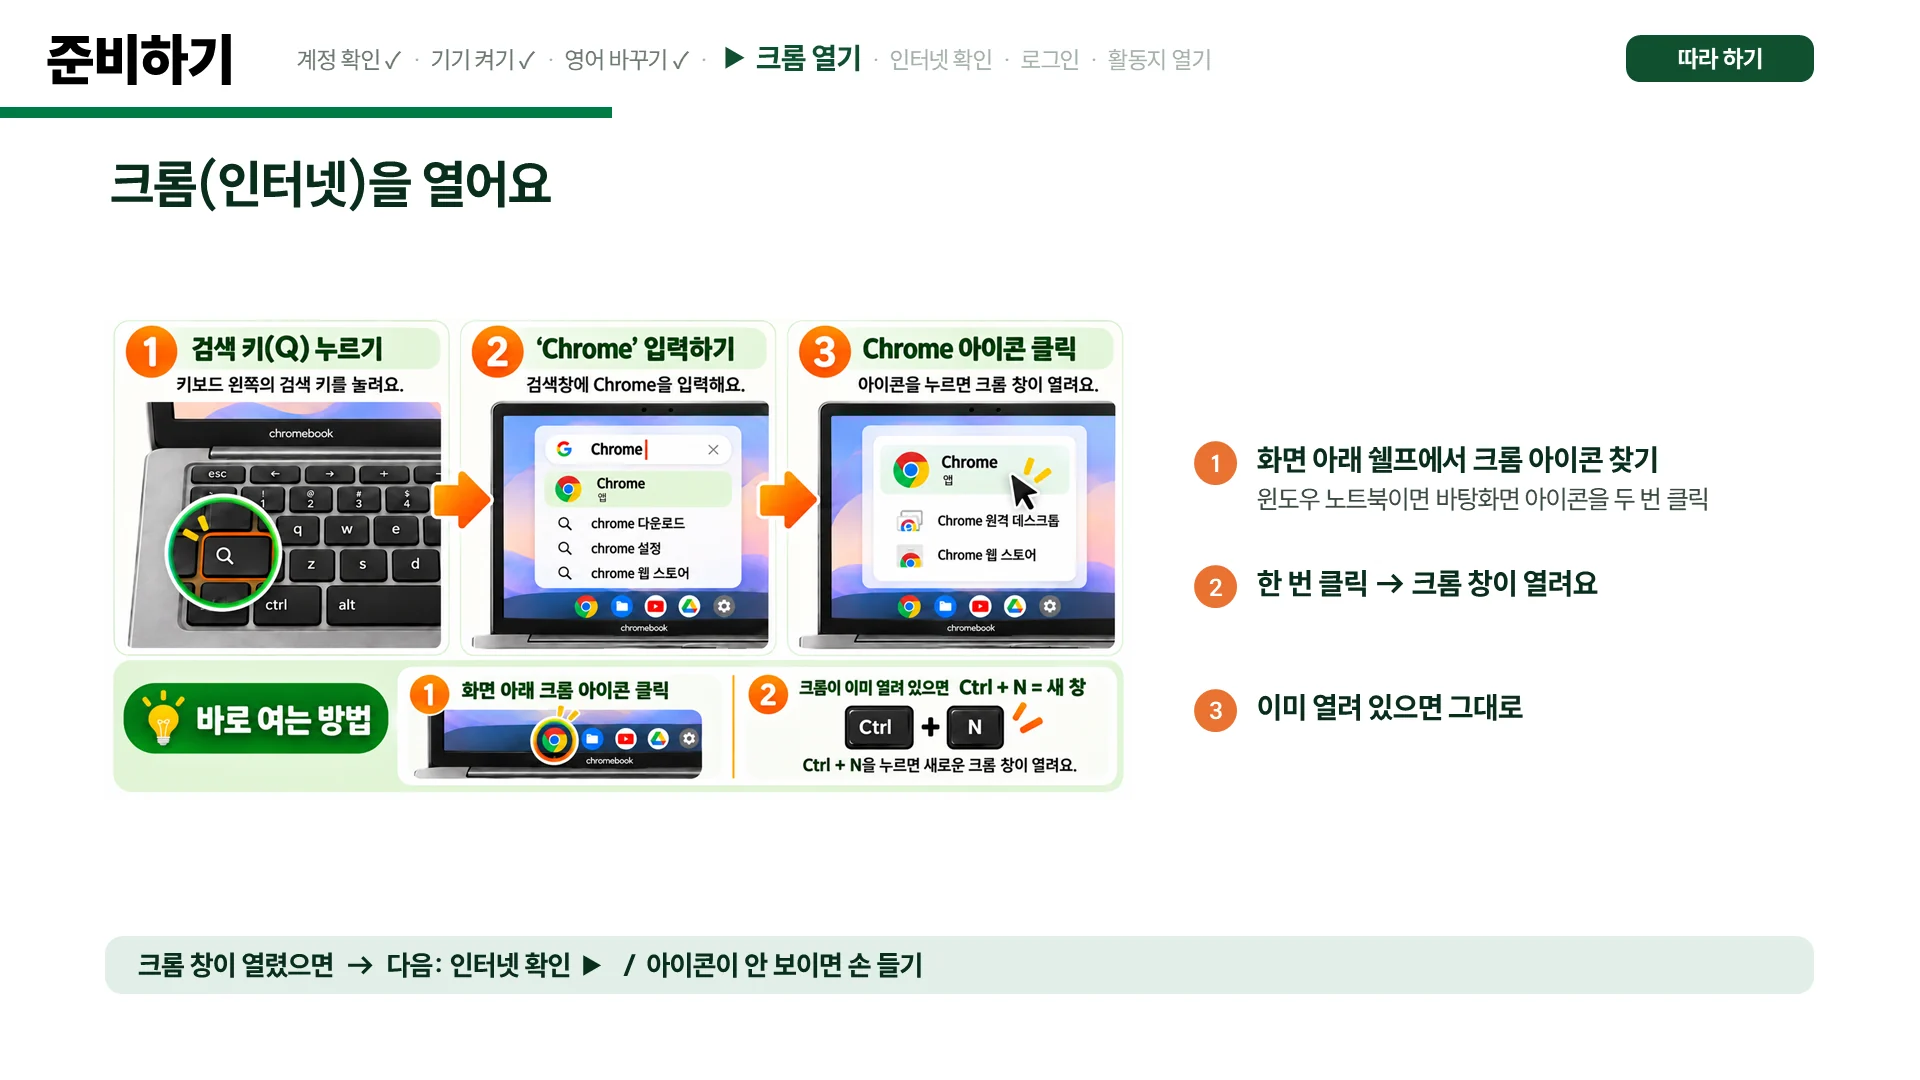 준비하기
계정 확인 ✓ · 기기 켜기 ✓ · 영어 바꾸기 ✓ · ▶ 크롬 열기 · 인터넷 확인 · 로그인 · 활동지 열기
따라 하기
크롬(인터넷)을 열어요
1 검색 키(Q) 누르기
키보드 왼쪽의 검색 키를 눌러요.
chromebook
esc ← → +
! @ # $
1 2 3 4
q w e
z s d
ctrl alt
2 ‘Chrome’ 입력하기
검색창에 Chrome을 입력해요.
Chrome
Chrome
앱
chrome 다운로드
chrome 설정
chrome 웹 스토어
chromebook
3 Chrome 아이콘 클릭
아이콘을 누르면 크롬 창이 열려요.
Chrome
앱
Chrome 원격 데스크톱
Chrome 웹 스토어
chromebook
바로 여는 방법
1 화면 아래 크롬 아이콘 클릭
chromebook
2 크롬이 이미 열려 있으면 Ctrl + N = 새 창
Ctrl + N
Ctrl + N을 누르면 새로운 크롬 창이 열려요.
1 화면 아래 쉘프에서 크롬 아이콘 찾기
윈도우 노트북이면 바탕화면 아이콘을 두 번 클릭
2 한 번 클릭 → 크롬 창이 열려요
3 이미 열려 있으면 그대로
크롬 창이 열렸으면 → 다음: 인터넷 확인 ▶ / 아이콘이 안 보이면 손 들기